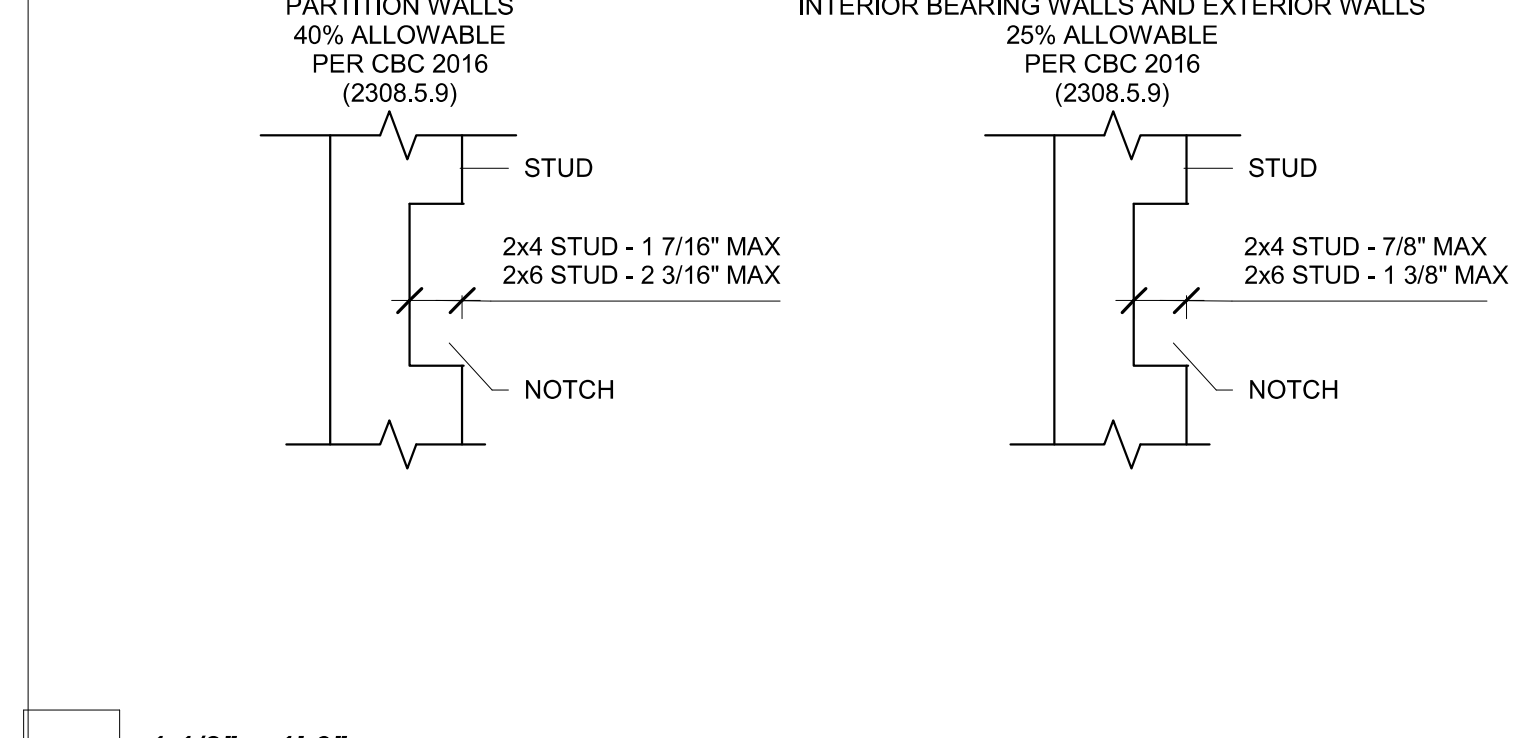 PARTITION WALLS
40% ALLOWABLE
PER CBC 2016
(2308.5.9)
STUD
2x4 STUD - 1 7/16" MAX
2x6 STUD - 2 3/16" MAX
NOTCH
INTERIOR BEARING WALLS AND EXTERIOR WALLS
25% ALLOWABLE
PER CBC 2016
(2308.5.9)
STUD
2x4 STUD - 7/8" MAX
2x6 STUD - 1 3/8" MAX
NOTCH